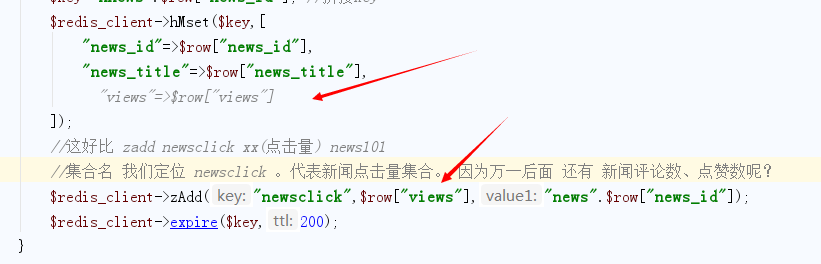 $redis_client->hMset($key,[
"news_id"=>$row["news_id"],
"news_title"=>$row["news_title"],
"views"=>$row["views"]
]);
//这好比 zadd newsclick xx(点击量) news101
//集合名 我们定位 newsclick 。代表新闻点击量集合。 因为万一后面 还有 新闻评论数、点赞数呢？
$redis_client->zAdd( key: "newsclick",$row["views"], value1: "news".$row["news_id"]);
$redis_client->expire($key, ttl: 200);
}